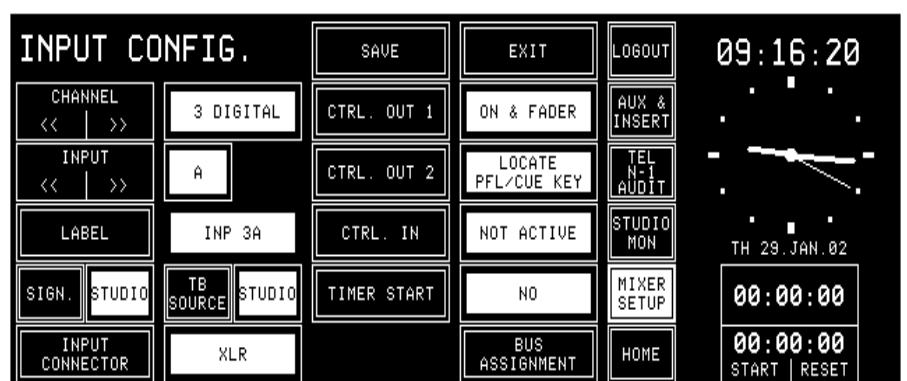 INPUT CONFIG.
SAVE
EXIT
LOGOUT
09:16:20
CHANNEL
<< | >>
3 DIGITAL
CTRL. OUT 1
ON & FADER
AUX &
INSERT
INPUT
<< | >>
A
CTRL. OUT 2
LOCATE
PFL/CUE KEY
TEL
N-1
AUDIT
LABEL
INP 3A
CTRL. IN
NOT ACTIVE
STUDIO
MON
TH 29.JAN.02
SIGN.
STUDIO
TB
SOURCE
STUDIO
TIMER START
NO
MIXER
SETUP
00:00:00
INPUT
CONNECTOR
XLR
BUS
ASSIGNMENT
HOME
00:00:00
START | RESET